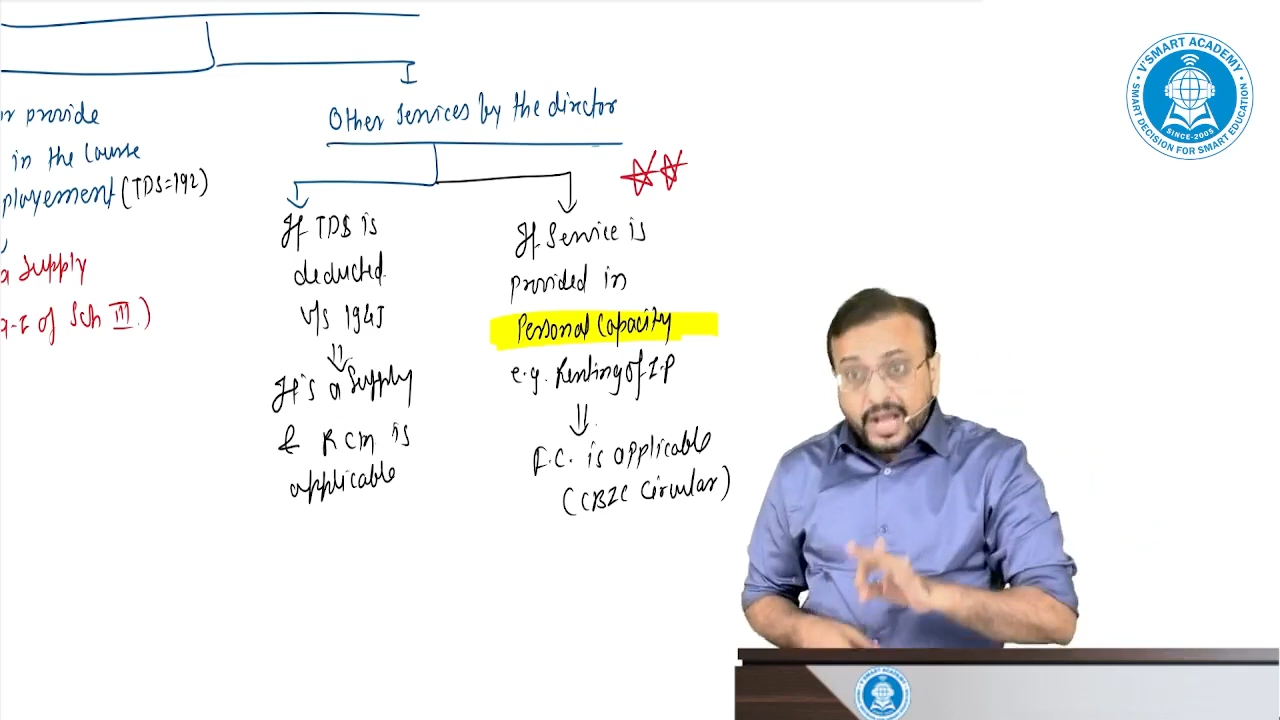 r provide
in the course
ployement (TDS=192)
a supply
of Sch III)
Other services by the director
If TDS is
deducted
u/s 194J
It's a supply
& RCM is
applicable
If Service is
provided in
Personal Capacity
e.g. Renting of I.P
F.C. is applicable
(CBIC Circular)
V'SMART ACADEMY
SINCE-2005
SMART DECISION FOR SMART EDUCATION